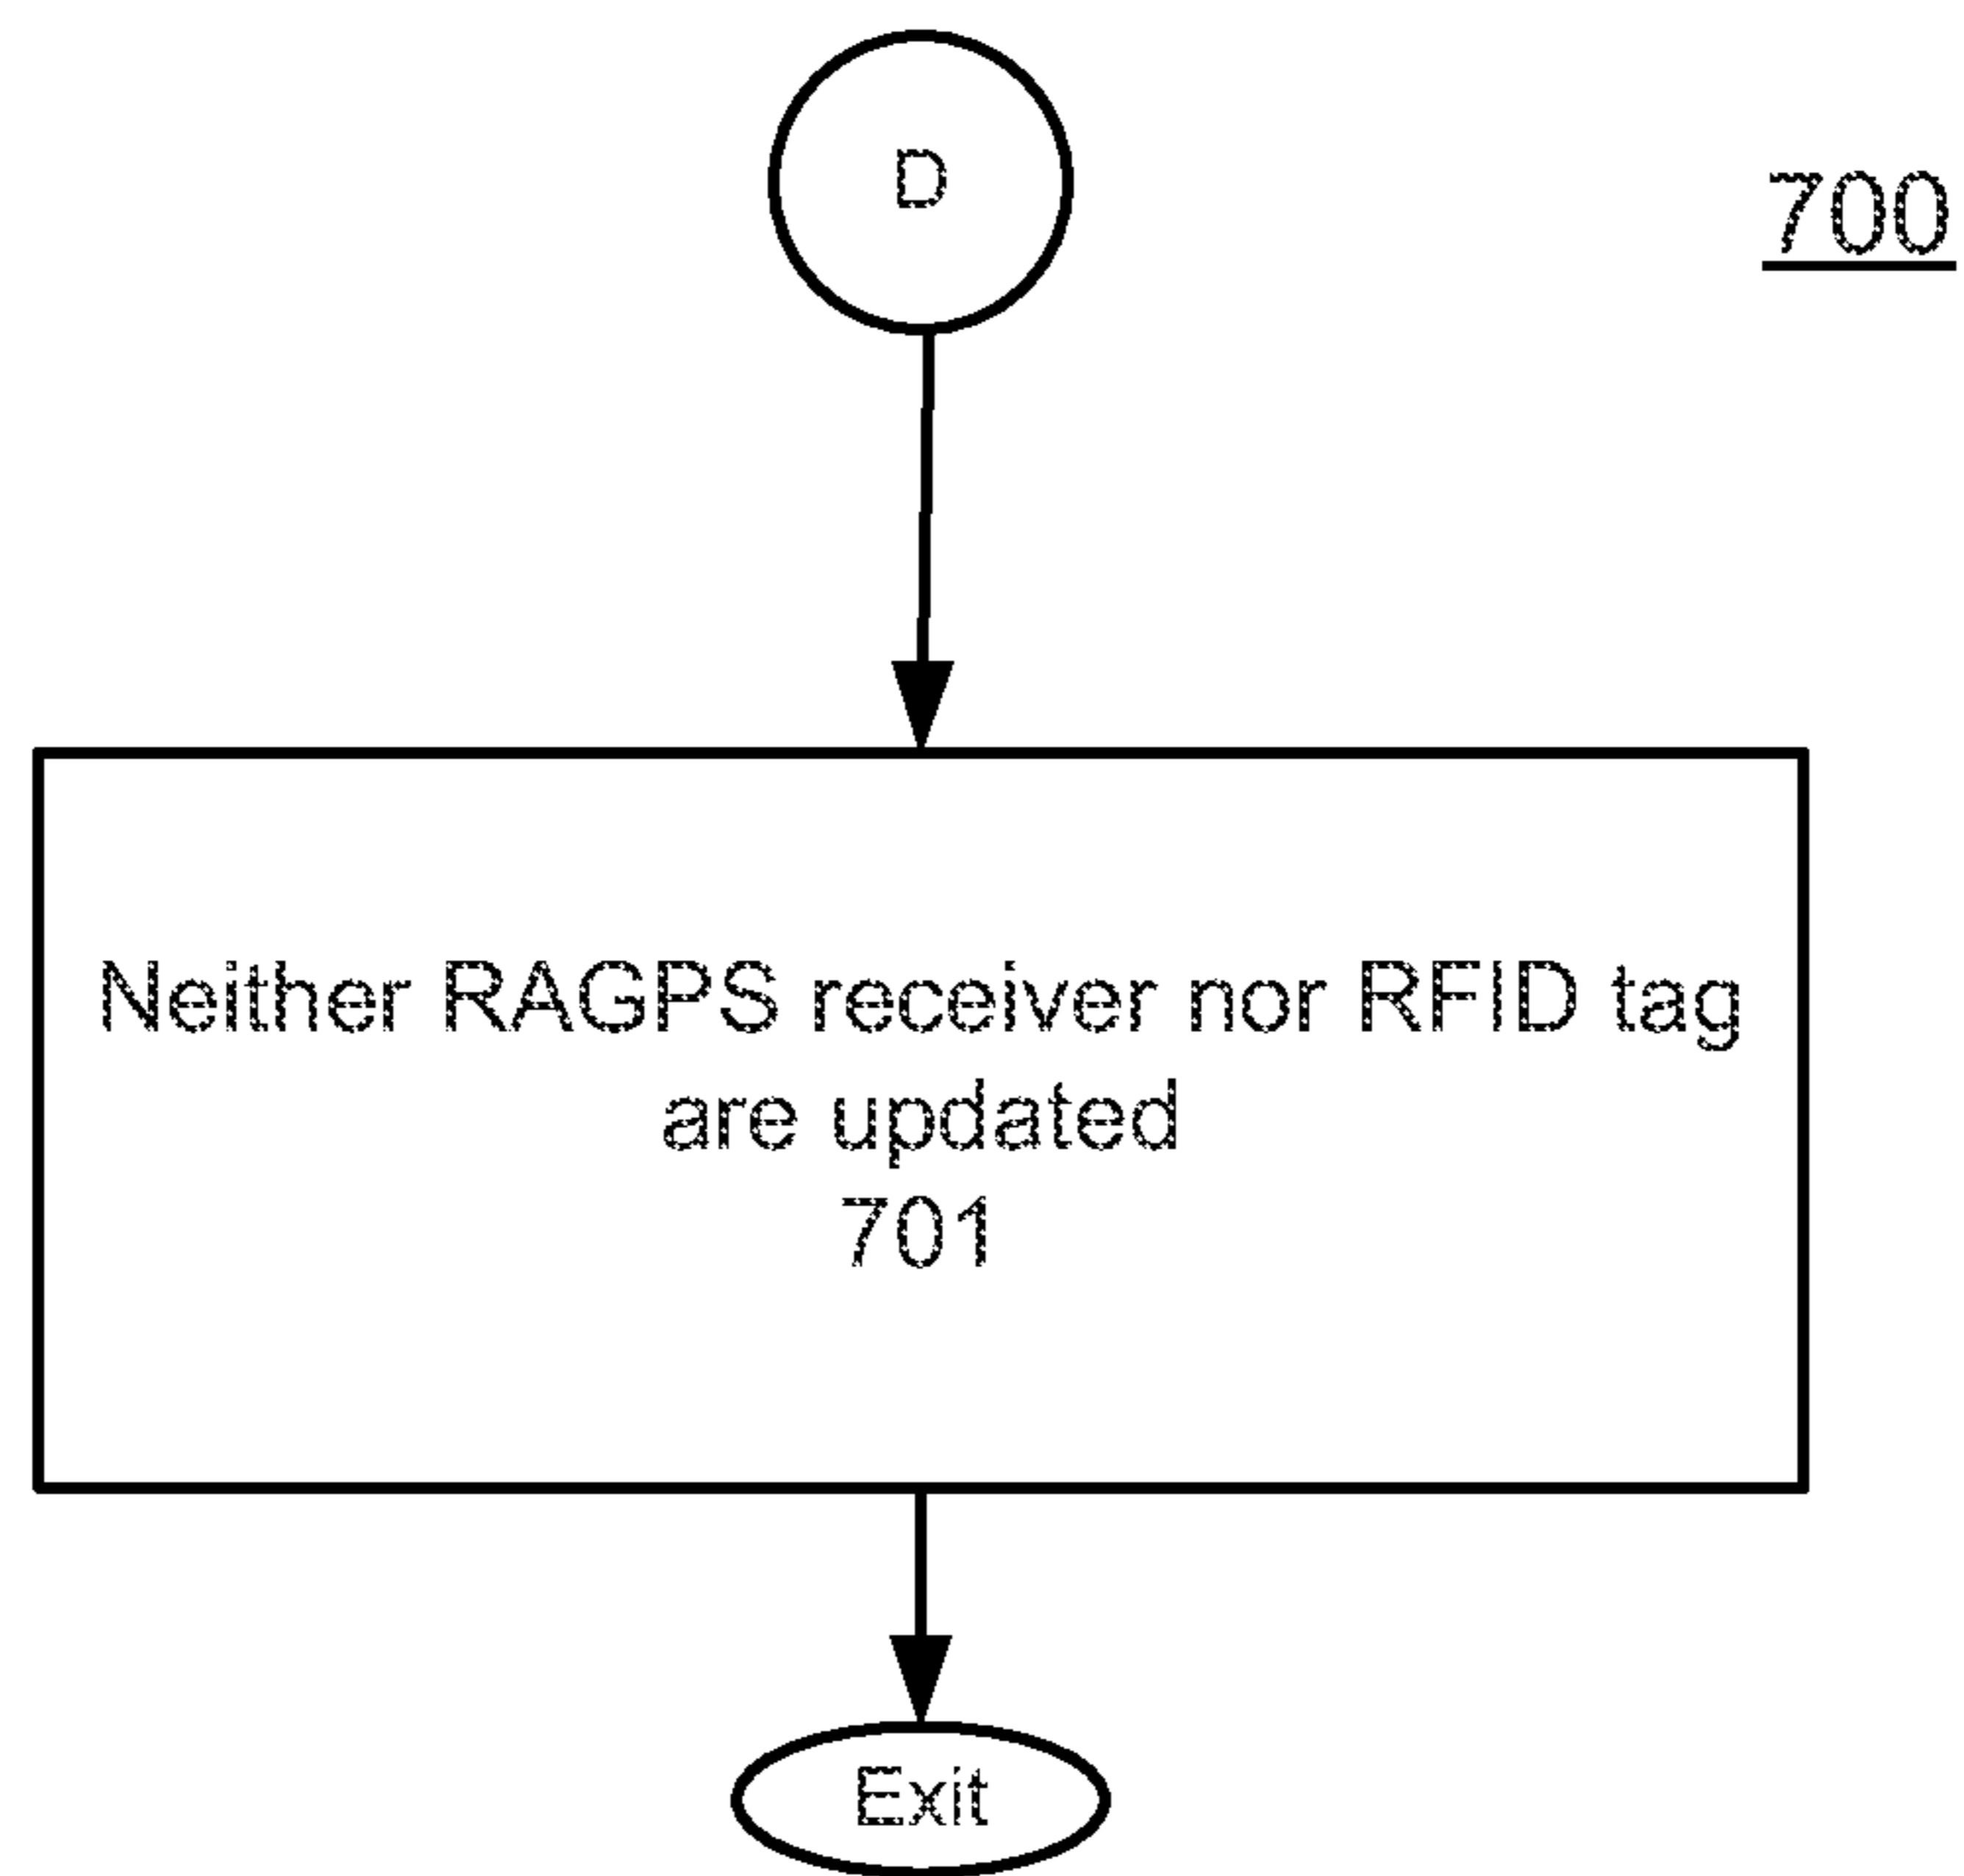 D
700
Neither RAGPS receiver nor RFID tag
are updated
701
Exit